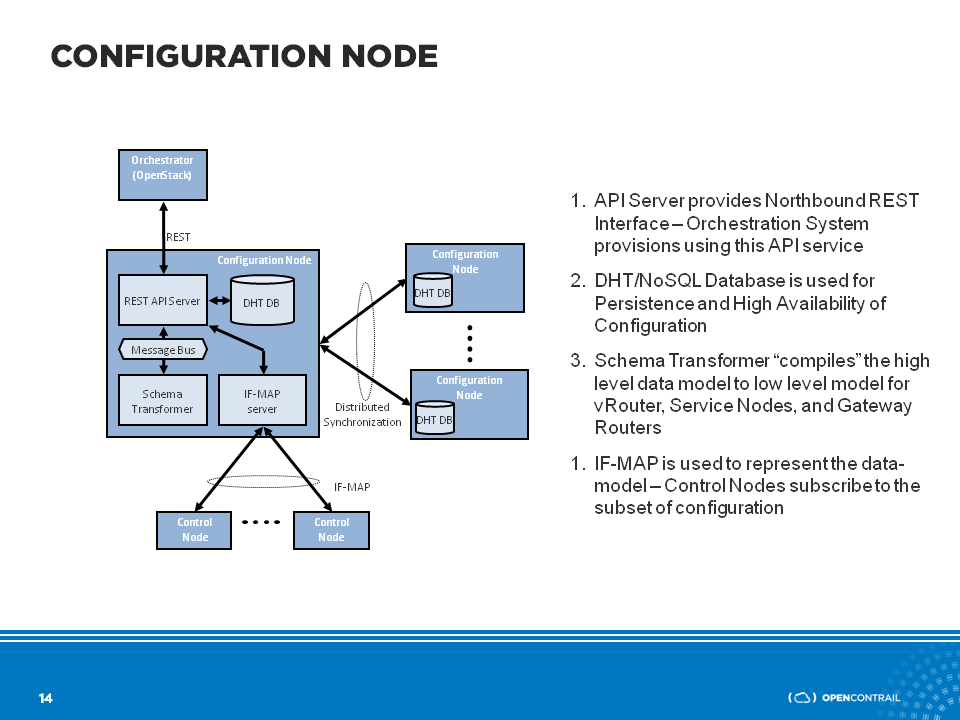 CONFIGURATION NODE
Orchestrator
(OpenStack)
REST
Configuration Node
REST API Server
DHT DB
Message Bus
Schema
Transformer
IF-MAP
server
Configuration
Node
DHT DB
Configuration
Node
DHT DB
Distributed
Synchronization
IF-MAP
Control
Node
Control
Node
1. API Server provides Northbound REST
Interface – Orchestration System
provisions using this API service
2. DHT/NoSQL Database is used for
Persistence and High Availability of
Configuration
3. Schema Transformer “compiles” the high
level data model to low level model for
vRouter, Service Nodes, and Gateway
Routers
1. IF-MAP is used to represent the data-
model – Control Nodes subscribe to the
subset of configuration
14
OPENCONTRAIL